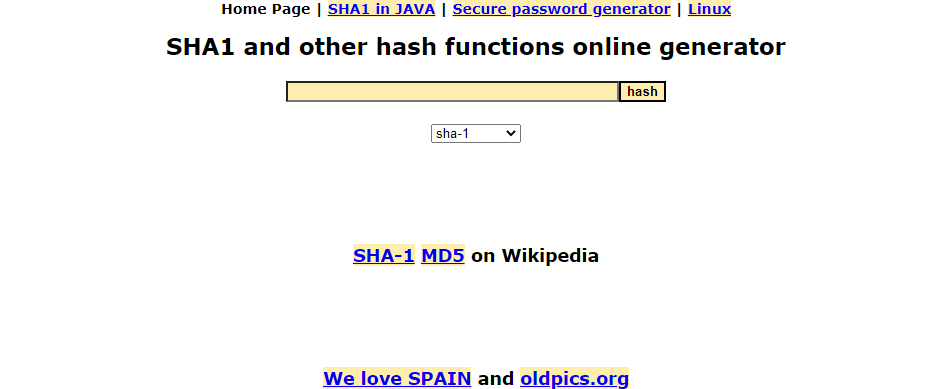 Home Page | SHA1 in JAVA | Secure password generator | Linux
SHA1 and other hash functions online generator
hash
sha-1
SHA-1 MD5 on Wikipedia
We love SPAIN and oldpics.org